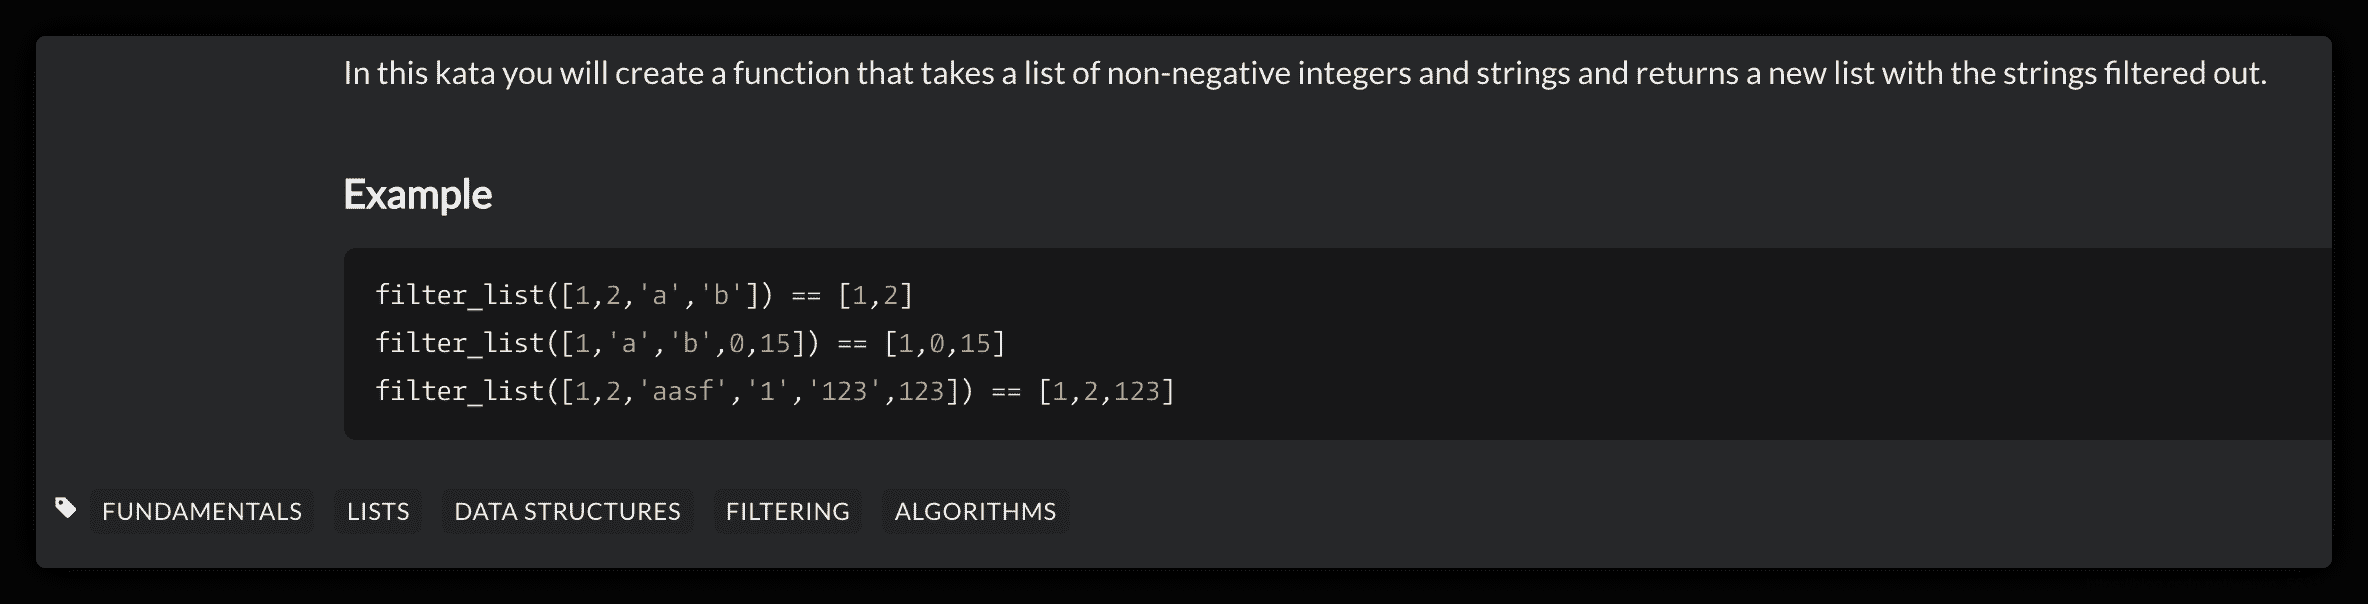 In this kata you will create a function that takes a list of non-negative integers and strings and returns a new list with the strings filtered out.
Example
filter_list([1,2,'a','b']) == [1,2]
filter_list([1,'a','b',0,15]) == [1,0,15]
filter_list([1,2,'aasf','1','123',123]) == [1,2,123]
FUNDAMENTALS LISTS DATA STRUCTURES FILTERING ALGORITHMS